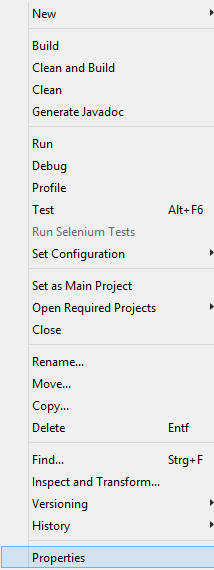 New
Build
Clean and Build
Clean
Generate Javadoc
Run
Debug
Profile
Test Alt+F6
Run Selenium Tests
Set Configuration
Set as Main Project
Open Required Projects
Close
Rename...
Move...
Copy...
Delete Entf
Find... Strg+F
Inspect and Transform...
Versioning
History
Properties